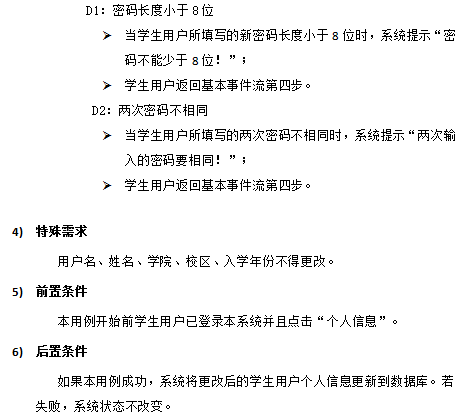 D1：密码长度小于 8 位
➢ 当学生用户所填写的新密码长度小于 8 位时，系统提示“密
码不能少于 8 位！”；
➢ 学生用户返回基本事件流第四步。
D2：两次密码不相同
➢ 当学生用户所填写的两次密码不相同时，系统提示“两次输
入的密码要相同！”；
➢ 学生用户返回基本事件流第四步。
4) 特殊需求
用户名、姓名、学院、校区、入学年份不得更改。
5) 前置条件
本用例开始前学生用户已登录本系统并且点击“个人信息”。
6) 后置条件
如果本用例成功，系统将更改后的学生用户个人信息更新到数据库。若
失败，系统状态不改变。